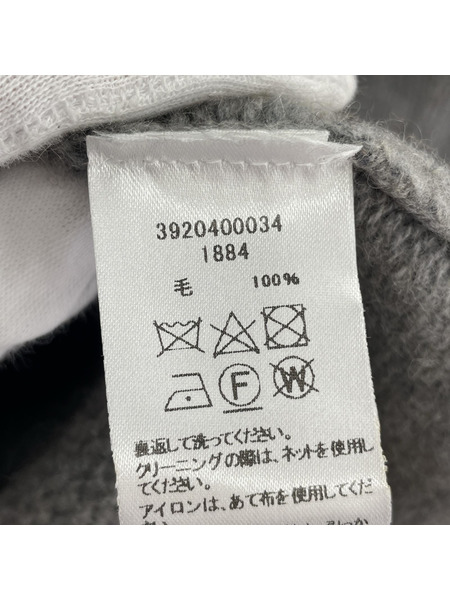 3920400034
1884
毛 100%
F W
裏返して洗ってください。
クリーニングの際は、ネットを使用し
てください。
アイロンは、あて布を使用してくだ
さい。